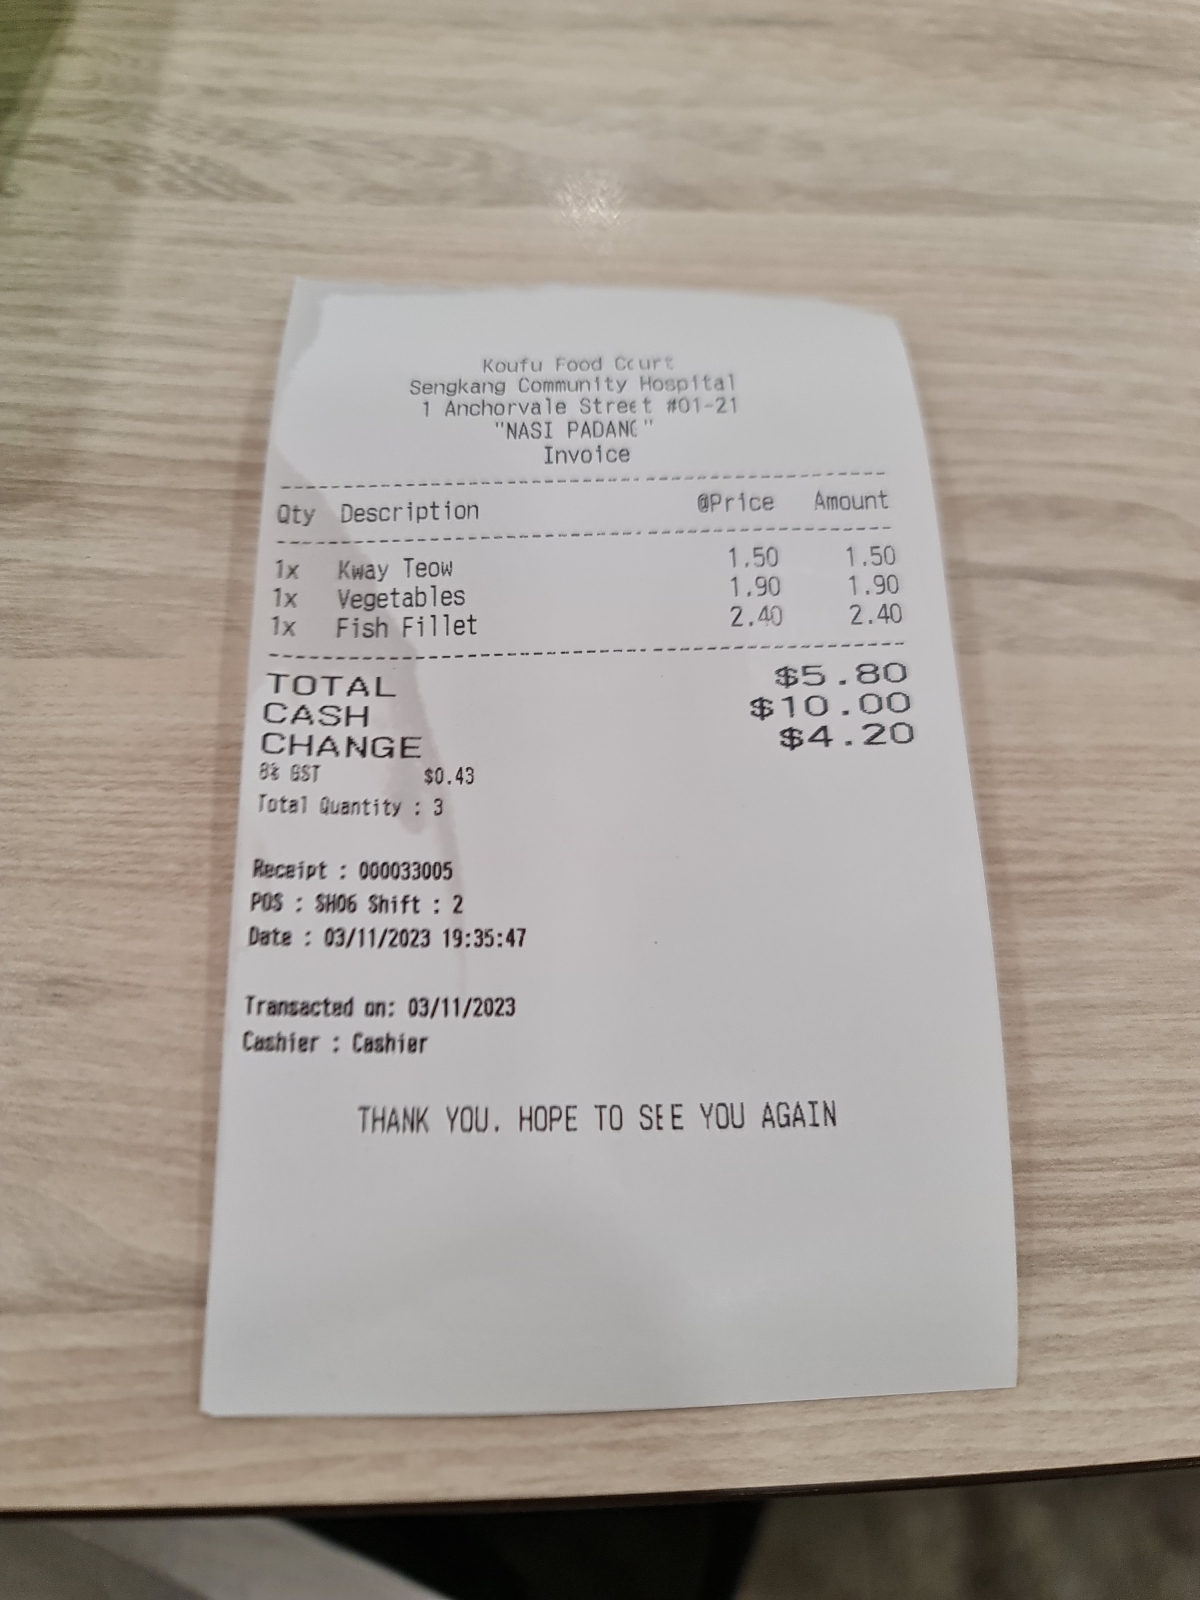 Koufu Food Court
Sengkang Community Hospital
1 Anchorvale Street #01-21
"NASI PADANG"
Invoice
Qty Description @Price Amount
1x Kway Teow 1.50 1.50
1x Vegetables 1.90 1.90
1x Fish Fillet 2.40 2.40
TOTAL $5.80
CASH $10.00
CHANGE $4.20
8% GST $0.43
Total Quantity : 3
Receipt : 000033005
POS : SH06 Shift : 2
Date : 03/11/2023 19:35:47
Transacted on: 03/11/2023
Cashier : Cashier
THANK YOU. HOPE TO SEE YOU AGAIN